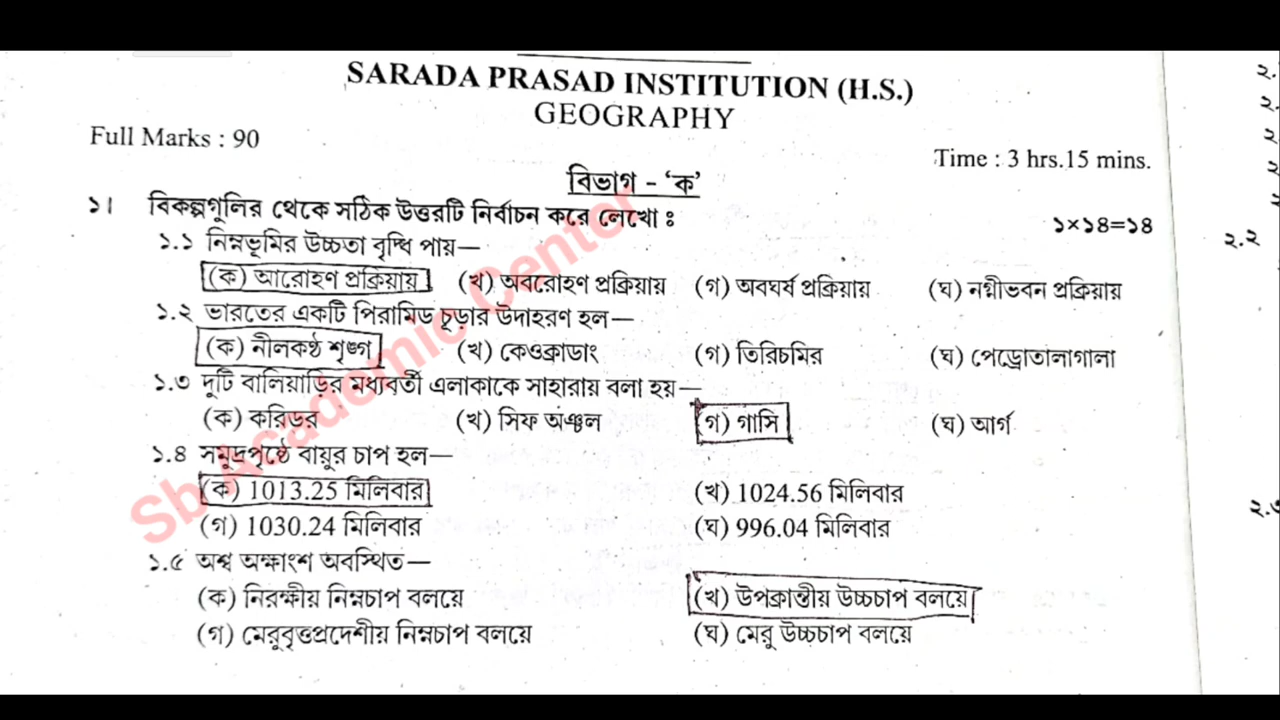 SARADA PRASAD INSTITUTION (H.S.)
GEOGRAPHY
Full Marks : 90
Time : 3 hrs.15 mins.
বিভাগ - ‘ক’
১। বিকল্পগুলির থেকে সঠিক উত্তরটি নির্বাচন করে লেখো : ১×১৪=১৪
১.১ নিম্নভূমির উচ্চতা বৃদ্ধি পায়—
(ক) আরোহণ প্রক্রিয়ায় (খ) অবরোহণ প্রক্রিয়ায় (গ) অবঘর্ষ প্রক্রিয়ায় (ঘ) নগ্নীভবন প্রক্রিয়ায়
১.২ ভারতের একটি পিরামিড চূড়ার উদাহরণ হল—
(ক) নীলকণ্ঠ শৃঙ্গ (খ) কেওক্রাডাং (গ) তিরিচমির (ঘ) পেড্রোতালাগালা
১.৩ দুটি বালিয়াড়ির মধ্যবর্তী এলাকাকে সাহারায় বলা হয়—
(ক) করিডর (খ) সিফ অঞ্চল (গ) গাসি (ঘ) আর্গ
১.৪ সমুদ্রপৃষ্ঠে বায়ুর চাপ হল—
(ক) 1013.25 মিলিবার (খ) 1024.56 মিলিবার
(গ) 1030.24 মিলিবার (ঘ) 996.04 মিলিবার
১.৫ অশ্ব অক্ষাংশ অবস্থিত—
(ক) নিরক্ষীয় নিম্নচাপ বলয়ে (খ) উপক্রান্তীয় উচ্চচাপ বলয়ে
(গ) মেরুবৃত্তপ্রদেশীয় নিম্নচাপ বলয়ে (ঘ) মেরু উচ্চচাপ বলয়ে
Sb Academic Center
২.২